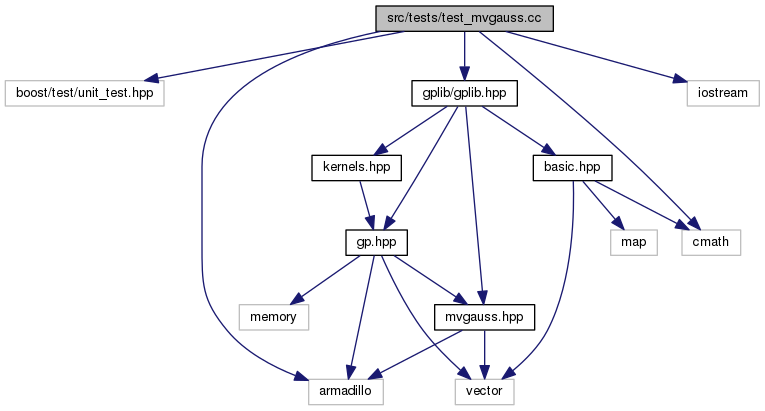 src/tests/test_mvgauss.cc
boost/test/unit_test.hpp
gplib/gplib.hpp
iostream
kernels.hpp
basic.hpp
gp.hpp
map
cmath
memory
mvgauss.hpp
armadillo
vector